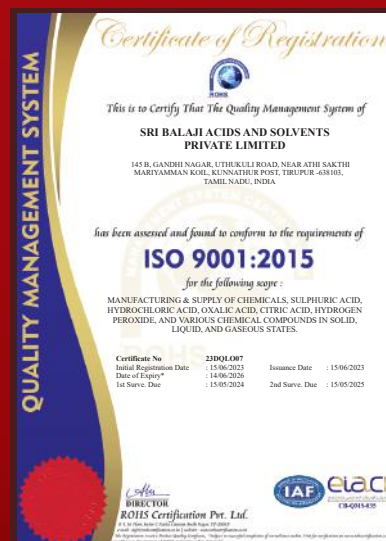 QUALITY MANAGEMENT SYSTEM
Certificate of Registration
ROHS
This is to Certify That The Quality Management System of
SRI BALAJI ACIDS AND SOLVENTS
PRIVATE LIMITED
145 B, GANDHI NAGAR, UTHUKULI ROAD, NEAR ATHI SAKTHI
MARIYAMMAN KOIL, KUNNATHUR POST, TIRUPUR -638103,
TAMIL NADU, INDIA
has been assessed and found to conform to the requirements of
ISO 9001:2015
for the following scope :
MANUFACTURING & SUPPLY OF CHEMICALS, SULPHURIC ACID,
HYDROCHLORIC ACID, OXALIC ACID, CITRIC ACID, HYDROGEN
PEROXIDE, AND VARIOUS CHEMICAL COMPOUNDS IN SOLID,
LIQUID, AND GASEOUS STATES.
Certificate No 23DQLO07
Initial Registration Date : 15/06/2023 Issuance Date : 15/06/2023
Date of Expiry* : 14/06/2026
1st Surve. Due : 15/05/2024 2nd Surve. Due : 15/05/2025
DIRECTOR
ROHS Certification Pvt. Ltd.
IAF
eiac
CB-QMS-035